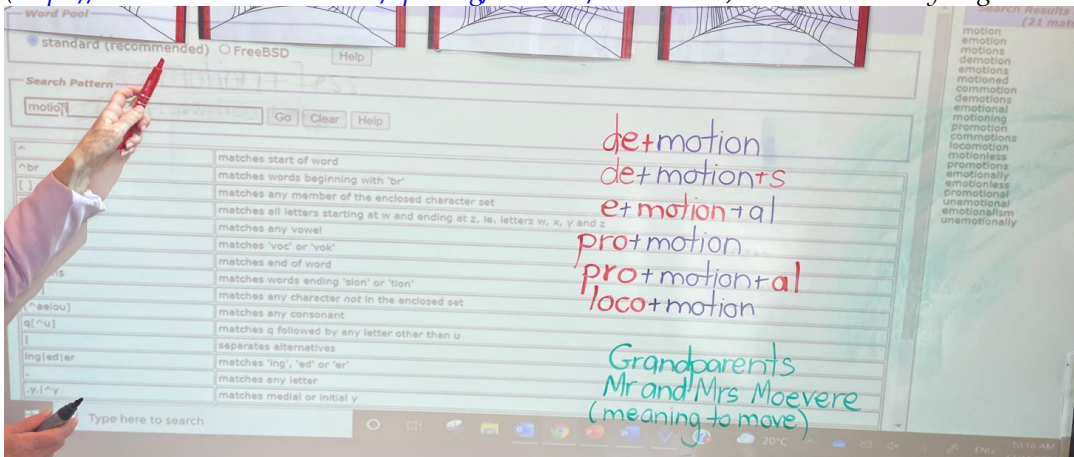 Word Pool
standard (recommended) FreeBSD Help
Search Pattern
motion Go Clear Help
^ matches start of word
^br matches words beginning with 'br'
matches any member of the enclosed character set
matches all letters starting at w and ending at z, ie. letters w, x, y and z
matches any vowel
matches 'voc' or 'vok'
matches end of word
matches words ending 'sion' or 'tion'
matches any character not in the enclosed set
[^aeiou] matches any consonant
q[^u] matches q followed by any letter other than u
| separates alternatives
ing|ed|er matches 'ing', 'ed' or 'er'
. matches any letter
.y.|^y matches medial or initial y
Type here to search
20°C
ENG
10:16 AM
de+motion
de+motion+s
e+motion+al
pro+motion
pro+motion+al
loco+motion
Grandparents
Mr and Mrs Moevere
(meaning to move)
Search Results
(21
motion
emotion
motions
demotion
emotions
motioned
commotion
demotions
emotional
motioning
promotion
commotions
locomotion
motionless
promotions
emotionally
emotionless
promotional
unemotional
emotionalism
unemotionally